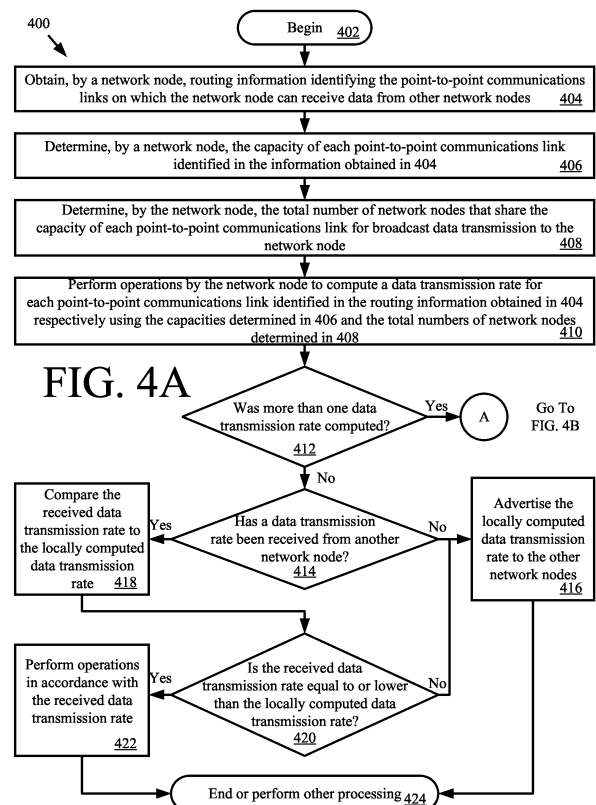 400
Begin
402
Obtain, by a network node, routing information identifying the point-to-point communications
links on which the network node can receive data from other network nodes
404
Determine, by a network node, the capacity of each point-to-point communications link
identified in the information obtained in 404
406
Determine, by the network node, the total number of network nodes that share the
capacity of each point-to-point communications link for broadcast data transmission to the
network node
408
Perform operations by the network node to compute a data transmission rate for
each point-to-point communications link identified in the routing information obtained in 404
respectively using the capacities determined in 406 and the total numbers of network nodes
determined in 408
410
FIG. 4A
Was more than one data
transmission rate computed?
412
Yes
A
Go To
FIG. 4B
No
Compare the
received data
transmission rate to
the locally computed
data transmission
rate
418
Yes
Has a data transmission
rate been received from another
network node?
414
No
Advertise the
locally computed
data transmission
rate to the other
network nodes
416
Perform operations
in accordance with
the received data
transmission rate
422
Yes
Is the received data
transmission rate equal to or lower
than the locally computed data
transmission rate?
420
No
End or perform other processing
424